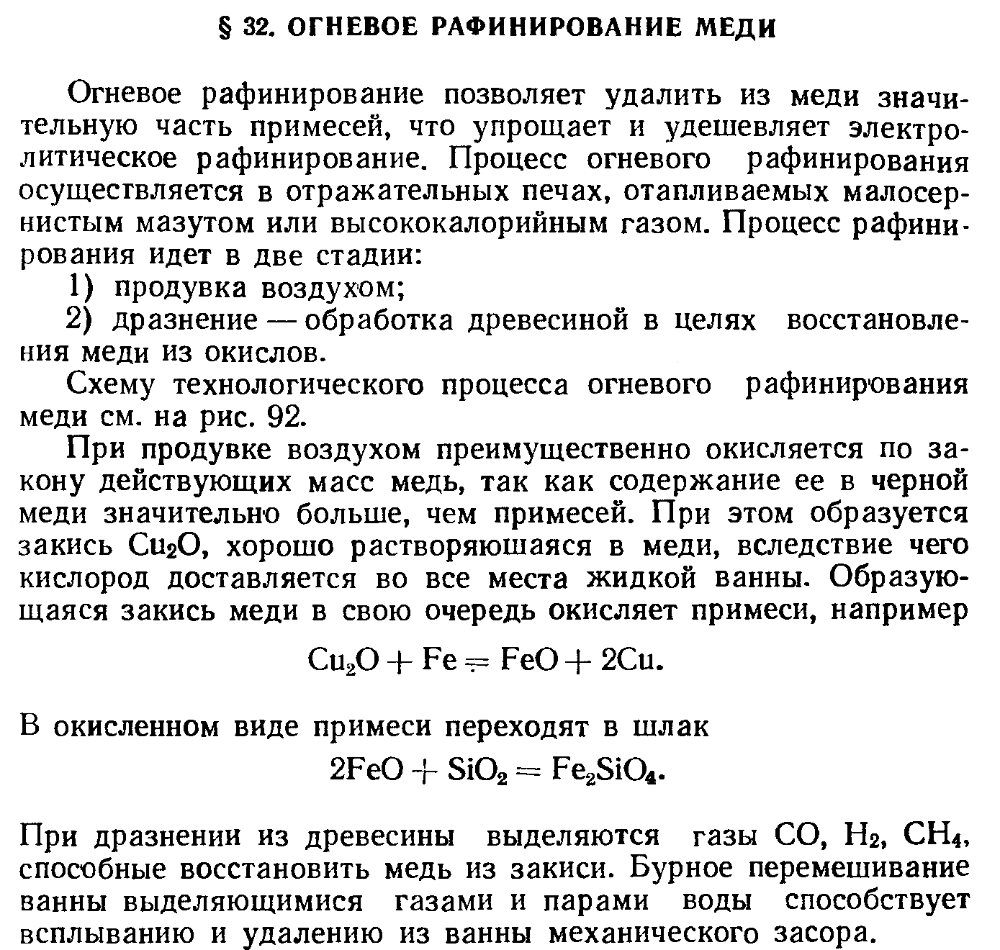 § 32. ОГНЕВОЕ РАФИНИРОВАНИЕ МЕДИ
Огневое рафинирование позволяет удалить из меди значи-
тельную часть примесей, что упрощает и удешевляет электро-
литическое рафинирование. Процесс огневого рафинирования
осуществляется в отражательных печах, отапливаемых малосер-
нистым мазутом или высококалорийным газом. Процесс рафини-
рования идет в две стадии:
1) продувка воздухом;
2) дразнение — обработка древесиной в целях восстановле-
ния меди из окислов.
Схему технологического процесса огневого рафинирования
меди см. на рис. 92.
При продувке воздухом преимущественно окисляется по за-
кону действующих масс медь, так как содержание ее в черной
меди значительно больше, чем примесей. При этом образуется
закись Cu₂O, хорошо растворяюшаяся в меди, вследствие чего
кислород доставляется во все места жидкой ванны. Образую-
щаяся закись меди в свою очередь окисляет примеси, например
Cu₂O + Fe = FeO + 2Cu.
В окисленном виде примеси переходят в шлак
2FeO + SiO₂ = Fe₂SiO₄.
При дразнении из древесины выделяются газы CO, H₂, CH₄,
способные восстановить медь из закиси. Бурное перемешивание
ванны выделяющимися газами и парами воды способствует
всплыванию и удалению из ванны механического засора.